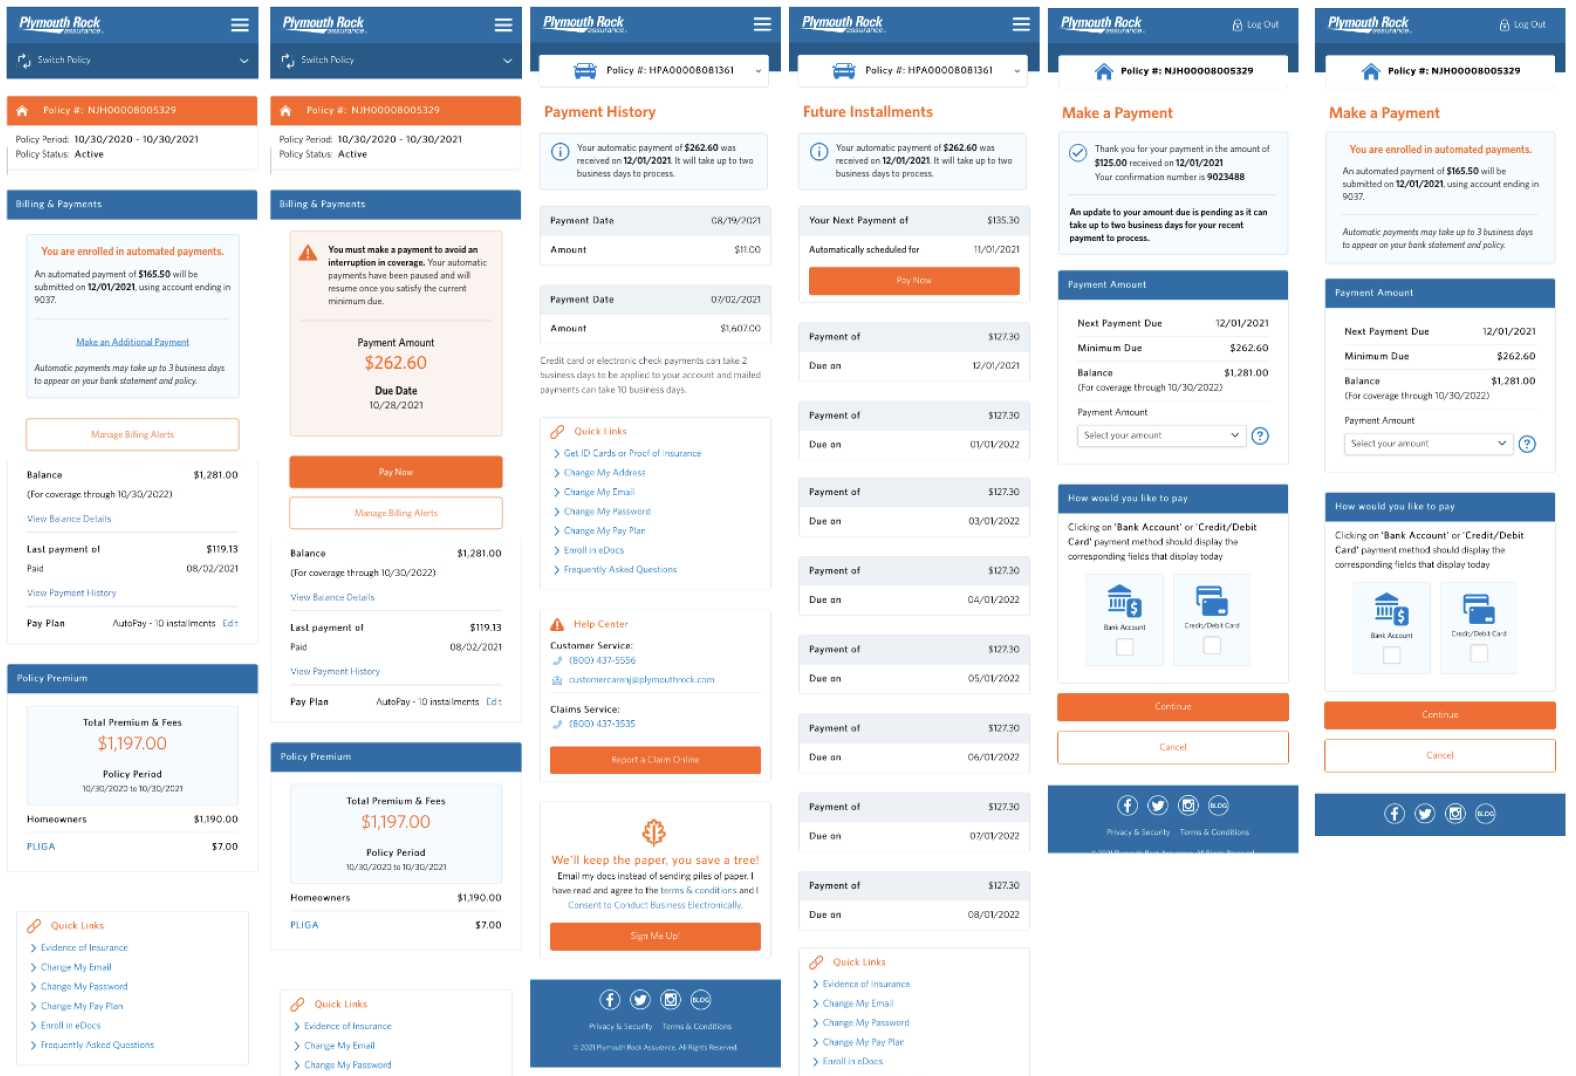 Plymouth Rock
assurance.
Switch Policy
Policy #: NJH00008005329
Policy Period: 10/30/2020 - 10/30/2021
Policy Status: Active
Billing & Payments
You are enrolled in automated payments.
An automated payment of $165.50 will be
submitted on 12/01/2021, using account ending in
9037.
Make an Additional Payment
Automatic payments may take up to 3 business days
to appear on your bank statement and policy.
Manage Billing Alerts
Balance $1,281.00
(For coverage through 10/30/2022)
View Balance Details
Last payment of $119.13
Paid 08/02/2021
View Payment History
Pay Plan AutoPay - 10 installments Edit
Policy Premium
Total Premium & Fees
$1,197.00
Policy Period
10/30/2020 to 10/30/2021
Homeowners $1,190.00
PLIGA $7.00
Quick Links
Evidence of Insurance
Change My Email
Change My Password
Change My Pay Plan
Enroll in eDocs
Frequently Asked Questions
Plymouth Rock
assurance.
Switch Policy
Policy #: NJH00008005329
Policy Period: 10/30/2020 - 10/30/2021
Policy Status: Active
Billing & Payments
You must make a payment to avoid an
interruption in coverage. Your automatic
payments have been paused and will
resume once you satisfy the current
minimum due.
Payment Amount
$262.60
Due Date
10/28/2021
Pay Now
Manage Billing Alerts
Balance $1,281.00
(For coverage through 10/30/2022)
View Balance Details
Last payment of $119.13
Paid 08/02/2021
View Payment History
Pay Plan AutoPay - 10 installments Edit
Policy Premium
Total Premium & Fees
$1,197.00
Policy Period
10/30/2020 to 10/30/2021
Homeowners $1,190.00
PLIGA $7.00
Quick Links
Evidence of Insurance
Change My Email
Change My Password
Plymouth Rock
assurance.
Policy #: HPA00008081361
Payment History
Your automatic payment of $262.60 was
received on 12/01/2021. It will take up to two
business days to process.
Payment Date 08/19/2021
Amount $11.00
Payment Date 07/02/2021
Amount $1,607.00
Credit card or electronic check payments can take 2
business days to be applied to your account and mailed
payments can take 10 business days.
Quick Links
Get ID Cards or Proof of Insurance
Change My Address
Change My Email
Change My Password
Change My Pay Plan
Enroll in eDocs
Frequently Asked Questions
Help Center
Customer Service:
(800) 437-5556
customercarenj@plymouthrock.com
Claims Service:
(800) 437-3535
Report a Claim Online
We'll keep the paper, you save a tree!
Email my docs instead of sending piles of paper. I
have read and agree to the terms & conditions and I
Consent to Conduct Business Electronically.
Sign Me Up!
BLOG
Privacy & Security Terms & Conditions
© 2021 Plymouth Rock Assurance. All Rights Reserved.
Plymouth Rock
assurance.
Policy #: HPA00008081361
Future Installments
Your automatic payment of $262.60 was
received on 12/01/2021. It will take up to two
business days to process.
Your Next Payment of $135.30
Automatically scheduled for 11/01/2021
Pay Now
Payment of $127.30
Due on 12/01/2021
Payment of $127.30
Due on 01/01/2022
Payment of $127.30
Due on 03/01/2022
Payment of $127.30
Due on 04/01/2022
Payment of $127.30
Due on 05/01/2022
Payment of $127.30
Due on 06/01/2022
Payment of $127.30
Due on 07/01/2022
Payment of $127.30
Due on 08/01/2022
Quick Links
Evidence of Insurance
Change My Email
Change My Password
Change My Pay Plan
Enroll in eDocs
Plymouth Rock
assurance.
Log Out
Policy #: NJH00008005329
Make a Payment
Thank you for your payment in the amount of
$125.00 received on 12/01/2021
Your confirmation number is 9023488
An update to your amount due is pending as it can
take up to two business days for your recent
payment to process.
Payment Amount
Next Payment Due 12/01/2021
Minimum Due $262.60
Balance $1,281.00
(For coverage through 10/30/2022)
Payment Amount
Select your amount ?
How would you like to pay
Clicking on 'Bank Account' or 'Credit/Debit
Card' payment method should display the
corresponding fields that display today
Bank Account Credit/Debit Card
Continue
Cancel
BLOG
Privacy & Security Terms & Conditions
© 2021 Plymouth Rock Assurance. All Rights Reserved.
Plymouth Rock
assurance.
Log Out
Policy #: NJH00008005329
Make a Payment
You are enrolled in automated payments.
An automated payment of $165.50 will be
submitted on 12/01/2021, using account ending in
9037.
Automatic payments may take up to 3 business days
to appear on your bank statement and policy.
Payment Amount
Next Payment Due 12/01/2021
Minimum Due $262.60
Balance $1,281.00
(For coverage through 10/30/2022)
Payment Amount
Select your amount ?
How would you like to pay
Clicking on 'Bank Account' or 'Credit/Debit
Card' payment method should display the
corresponding fields that display today
Bank Account Credit/Debit Card
Continue
Cancel
BLOG